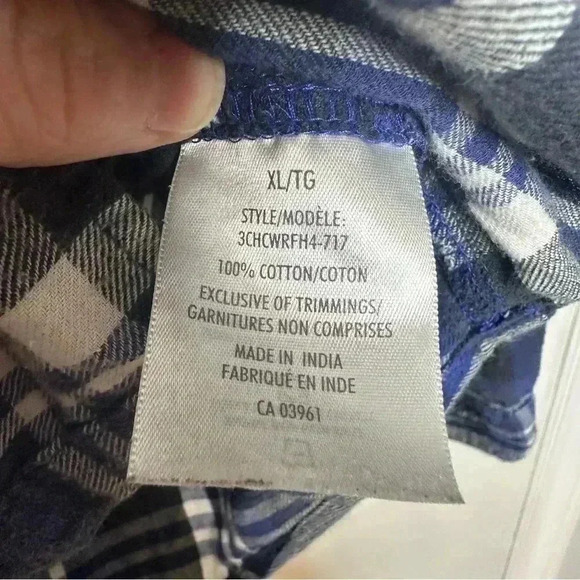 XL/TG
STYLE/MODÈLE:
3CHCWRFH4-717
100% COTTON/COTON
EXCLUSIVE OF TRIMMINGS/
GARNITURES NON COMPRISES
MADE IN INDIA
FABRIQUÉ EN INDE
CA 03961